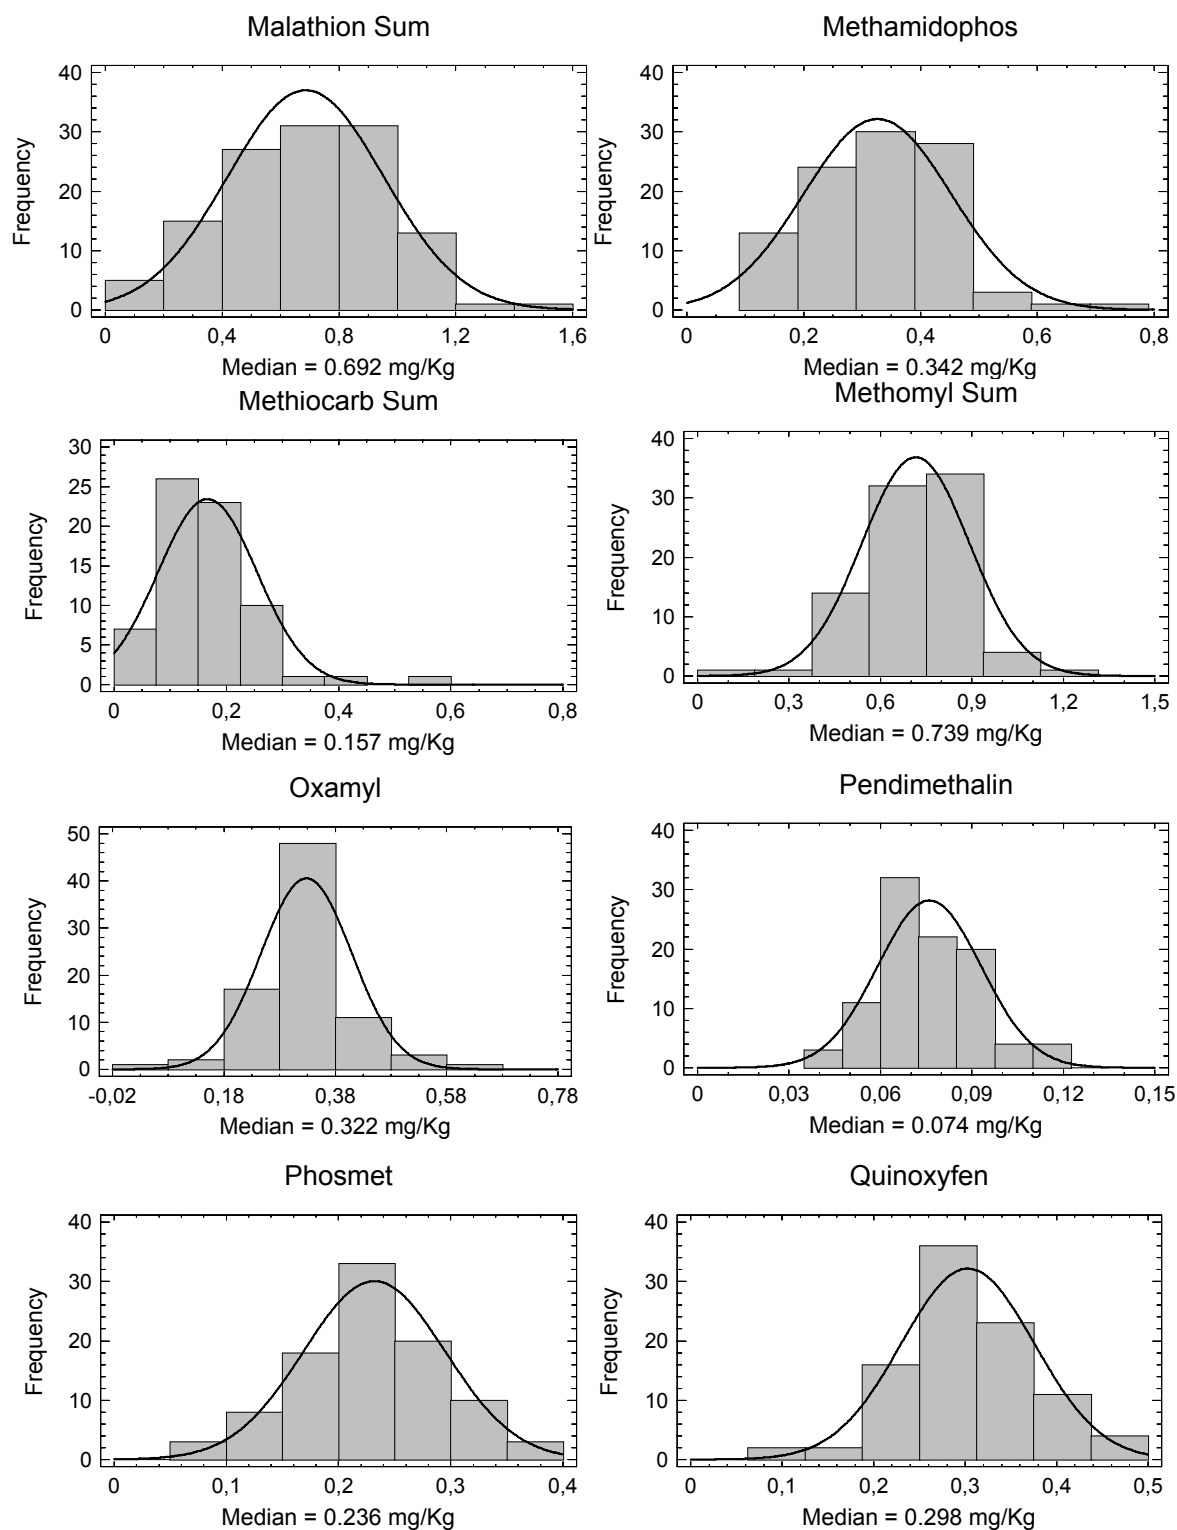 Malathion Sum
Frequency
40
30
20
10
0
0 0,4 0,8 1,2 1,6
Median = 0.692 mg/Kg
Methamidophos
Frequency
40
30
20
10
0
0 0,2 0,4 0,6 0,8
Median = 0.342 mg/Kg
Methiocarb Sum
Frequency
30
25
20
15
10
5
0
0 0,2 0,4 0,6 0,8
Median = 0.157 mg/Kg
Methomyl Sum
Frequency
40
30
20
10
0
0 0,3 0,6 0,9 1,2 1,5
Median = 0.739 mg/Kg
Oxamyl
Frequency
50
40
30
20
10
0
-0,02 0,18 0,38 0,58 0,78
Median = 0.322 mg/Kg
Pendimethalin
Frequency
40
30
20
10
0
0 0,03 0,06 0,09 0,12 0,15
Median = 0.074 mg/Kg
Phosmet
Frequency
40
30
20
10
0
0 0,1 0,2 0,3 0,4
Median = 0.236 mg/Kg
Quinoxyfen
Frequency
40
30
20
10
0
0 0,1 0,2 0,3 0,4 0,5
Median = 0.298 mg/Kg